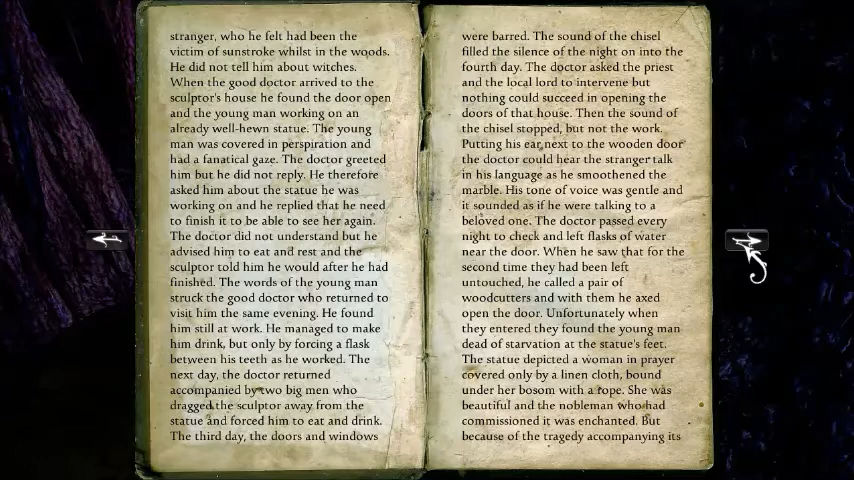 stranger, who he felt had been the
victim of sunstroke whilst in the woods.
He did not tell him about witches.
When the good doctor arrived to the
sculptor's house he found the door open
and the young man working on an
already well-hewn statue. The young
man was covered in perspiration and
had a fanatical gaze. The doctor greeted
him but he did not reply. He therefore
asked him about the statue he was
working on and he replied that he need
to finish it to be able to see her again.
The doctor did not understand but he
advised him to eat and rest and the
sculptor told him he would after he had
finished. The words of the young man
struck the good doctor who returned to
visit him the same evening. He found
him still at work. He managed to make
him drink, but only by forcing a flask
between his teeth as he worked. The
next day, the doctor returned
accompanied by two big men who
dragged the sculptor away from the
statue and forced him to eat and drink.
The third day, the doors and windows
were barred. The sound of the chisel
filled the silence of the night on into the
fourth day. The doctor asked the priest
and the local lord to intervene but
nothing could succeed in opening the
doors of that house. Then the sound of
the chisel stopped, but not the work.
Putting his ear next to the wooden door
the doctor could hear the stranger talk
in his language as he smoothened the
marble. His tone of voice was gentle and
it sounded as if he were talking to a
beloved one. The doctor passed every
night to check and left flasks of water
near the door. When he saw that for the
second time they had been left
untouched, he called a pair of
woodcutters and with them he axed
open the door. Unfortunately when
they entered they found the young man
dead of starvation at the statue's feet.
The statue depicted a woman in prayer
covered only by a linen cloth, bound
under her bosom with a rope. She was
beautiful and the nobleman who had
commissioned it was enchanted. But
because of the tragedy accompanying its